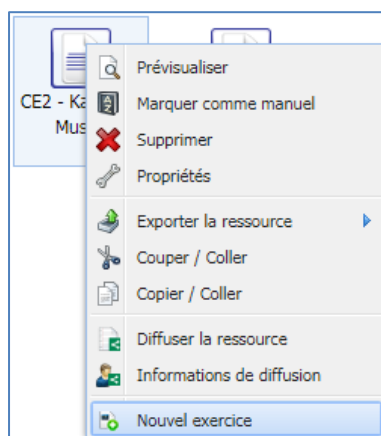 CE2 - Ka
Mus
Prévisualiser
Marquer comme manuel
Supprimer
Propriétés
Exporter la ressource
Couper / Coller
Copier / Coller
Diffuser la ressource
Informations de diffusion
Nouvel exercice